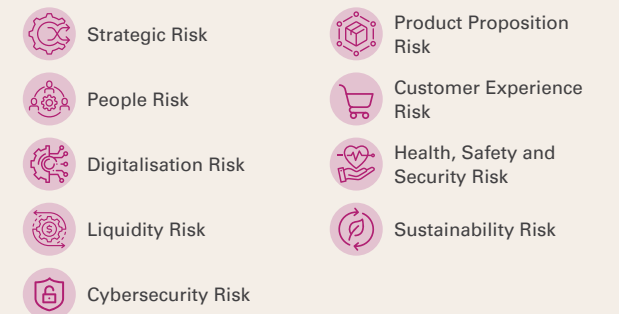 Strategic Risk
People Risk
Digitalisation Risk
Liquidity Risk
Cybersecurity Risk
Product Proposition
Risk
Customer Experience
Risk
Health, Safety and
Security Risk
Sustainability Risk